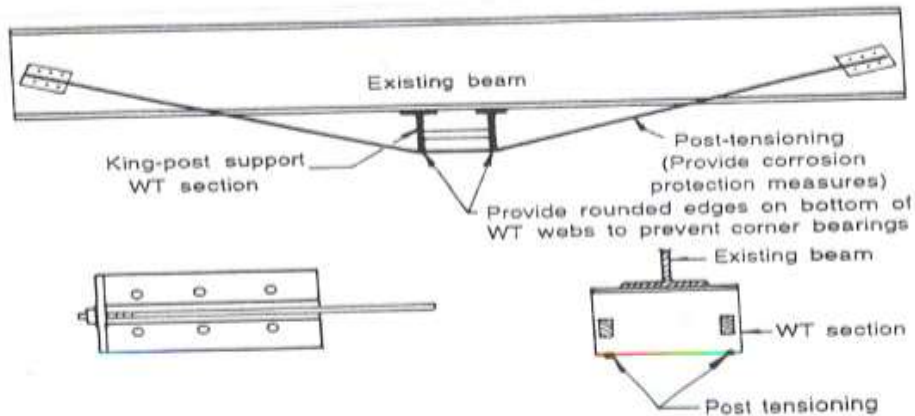 Existing beam
King-post support
WT section
Post-tensioning
(Provide corrosion
protection measures)
Provide rounded edges on bottom of
WT webs to prevent corner bearings
Existing beam
WT section
Post tensioning